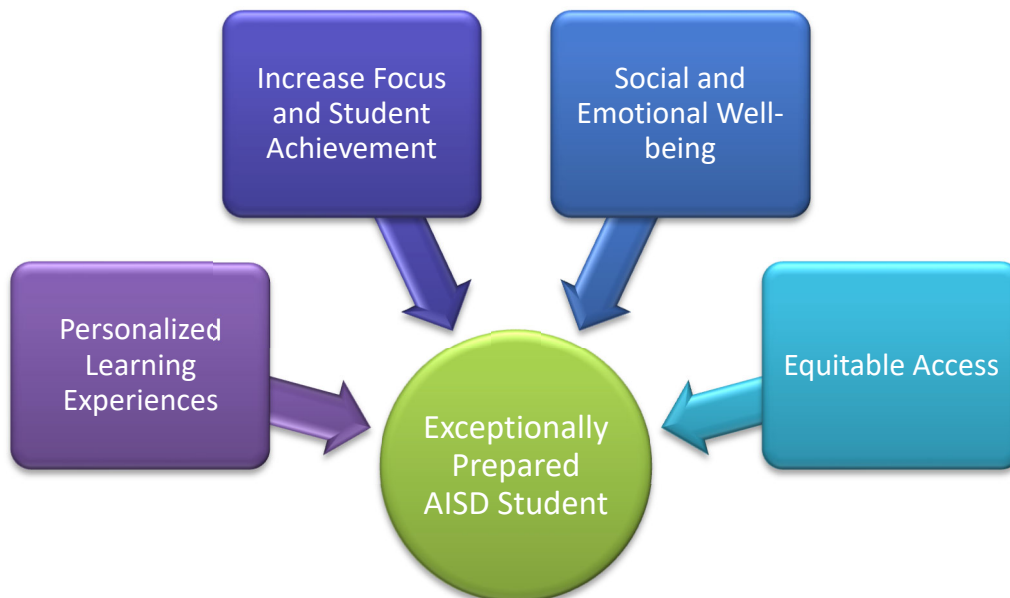 Increase Focus
and Student
Achievement
Social and
Emotional Well-
being
Personalized
Learning
Experiences
Equitable Access
Exceptionally
Prepared
AISD Student